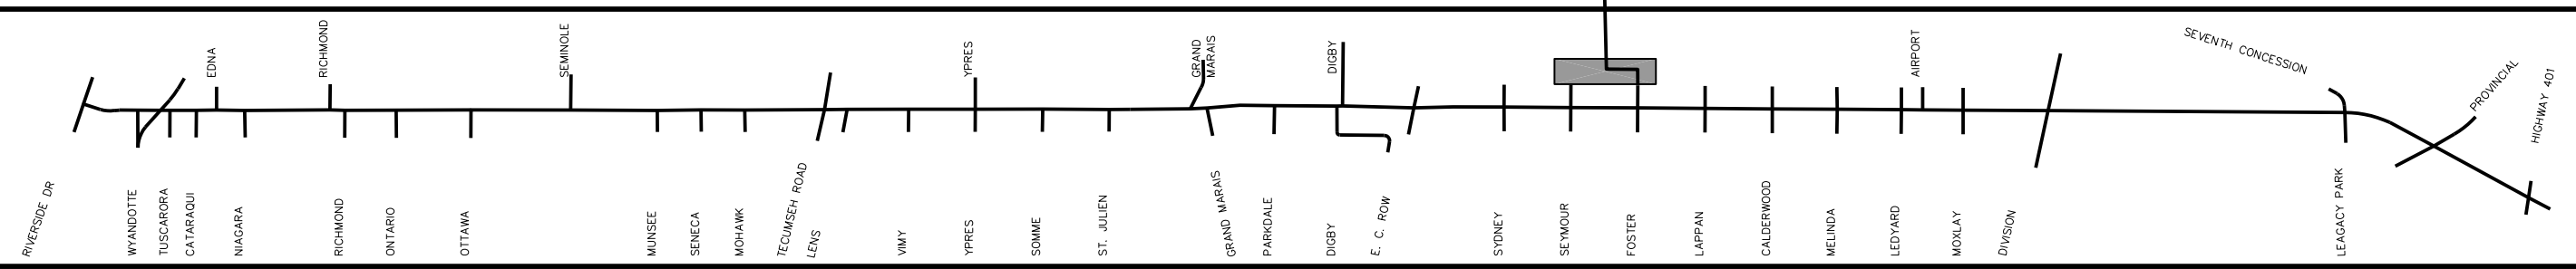 EDNA
RICHMOND
SEMINOLE
YPRES
GRAND
MARAIS
DIGBY
AIRPORT
SEVENTH CONCESSION
PROVINCIAL
HIGHWAY 401
RIVERSIDE DR
WYANDOTTE
TUSCARORA
CATARAQUI
NIAGARA
RICHMOND
ONTARIO
OTTAWA
MUNSEE
SENECA
MOHAWK
TECUMSEH ROAD
LENS
VIMY
YPRES
SOMME
ST. JULIEN
GRAND MARAIS
PARKDALE
DIGBY
E. C. ROW
SYDNEY
SEYMOUR
FOSTER
LAPPAN
CALDERWOOD
MELINDA
LEDYARD
MOXLAY
DIVISION
LEAGACY PARK